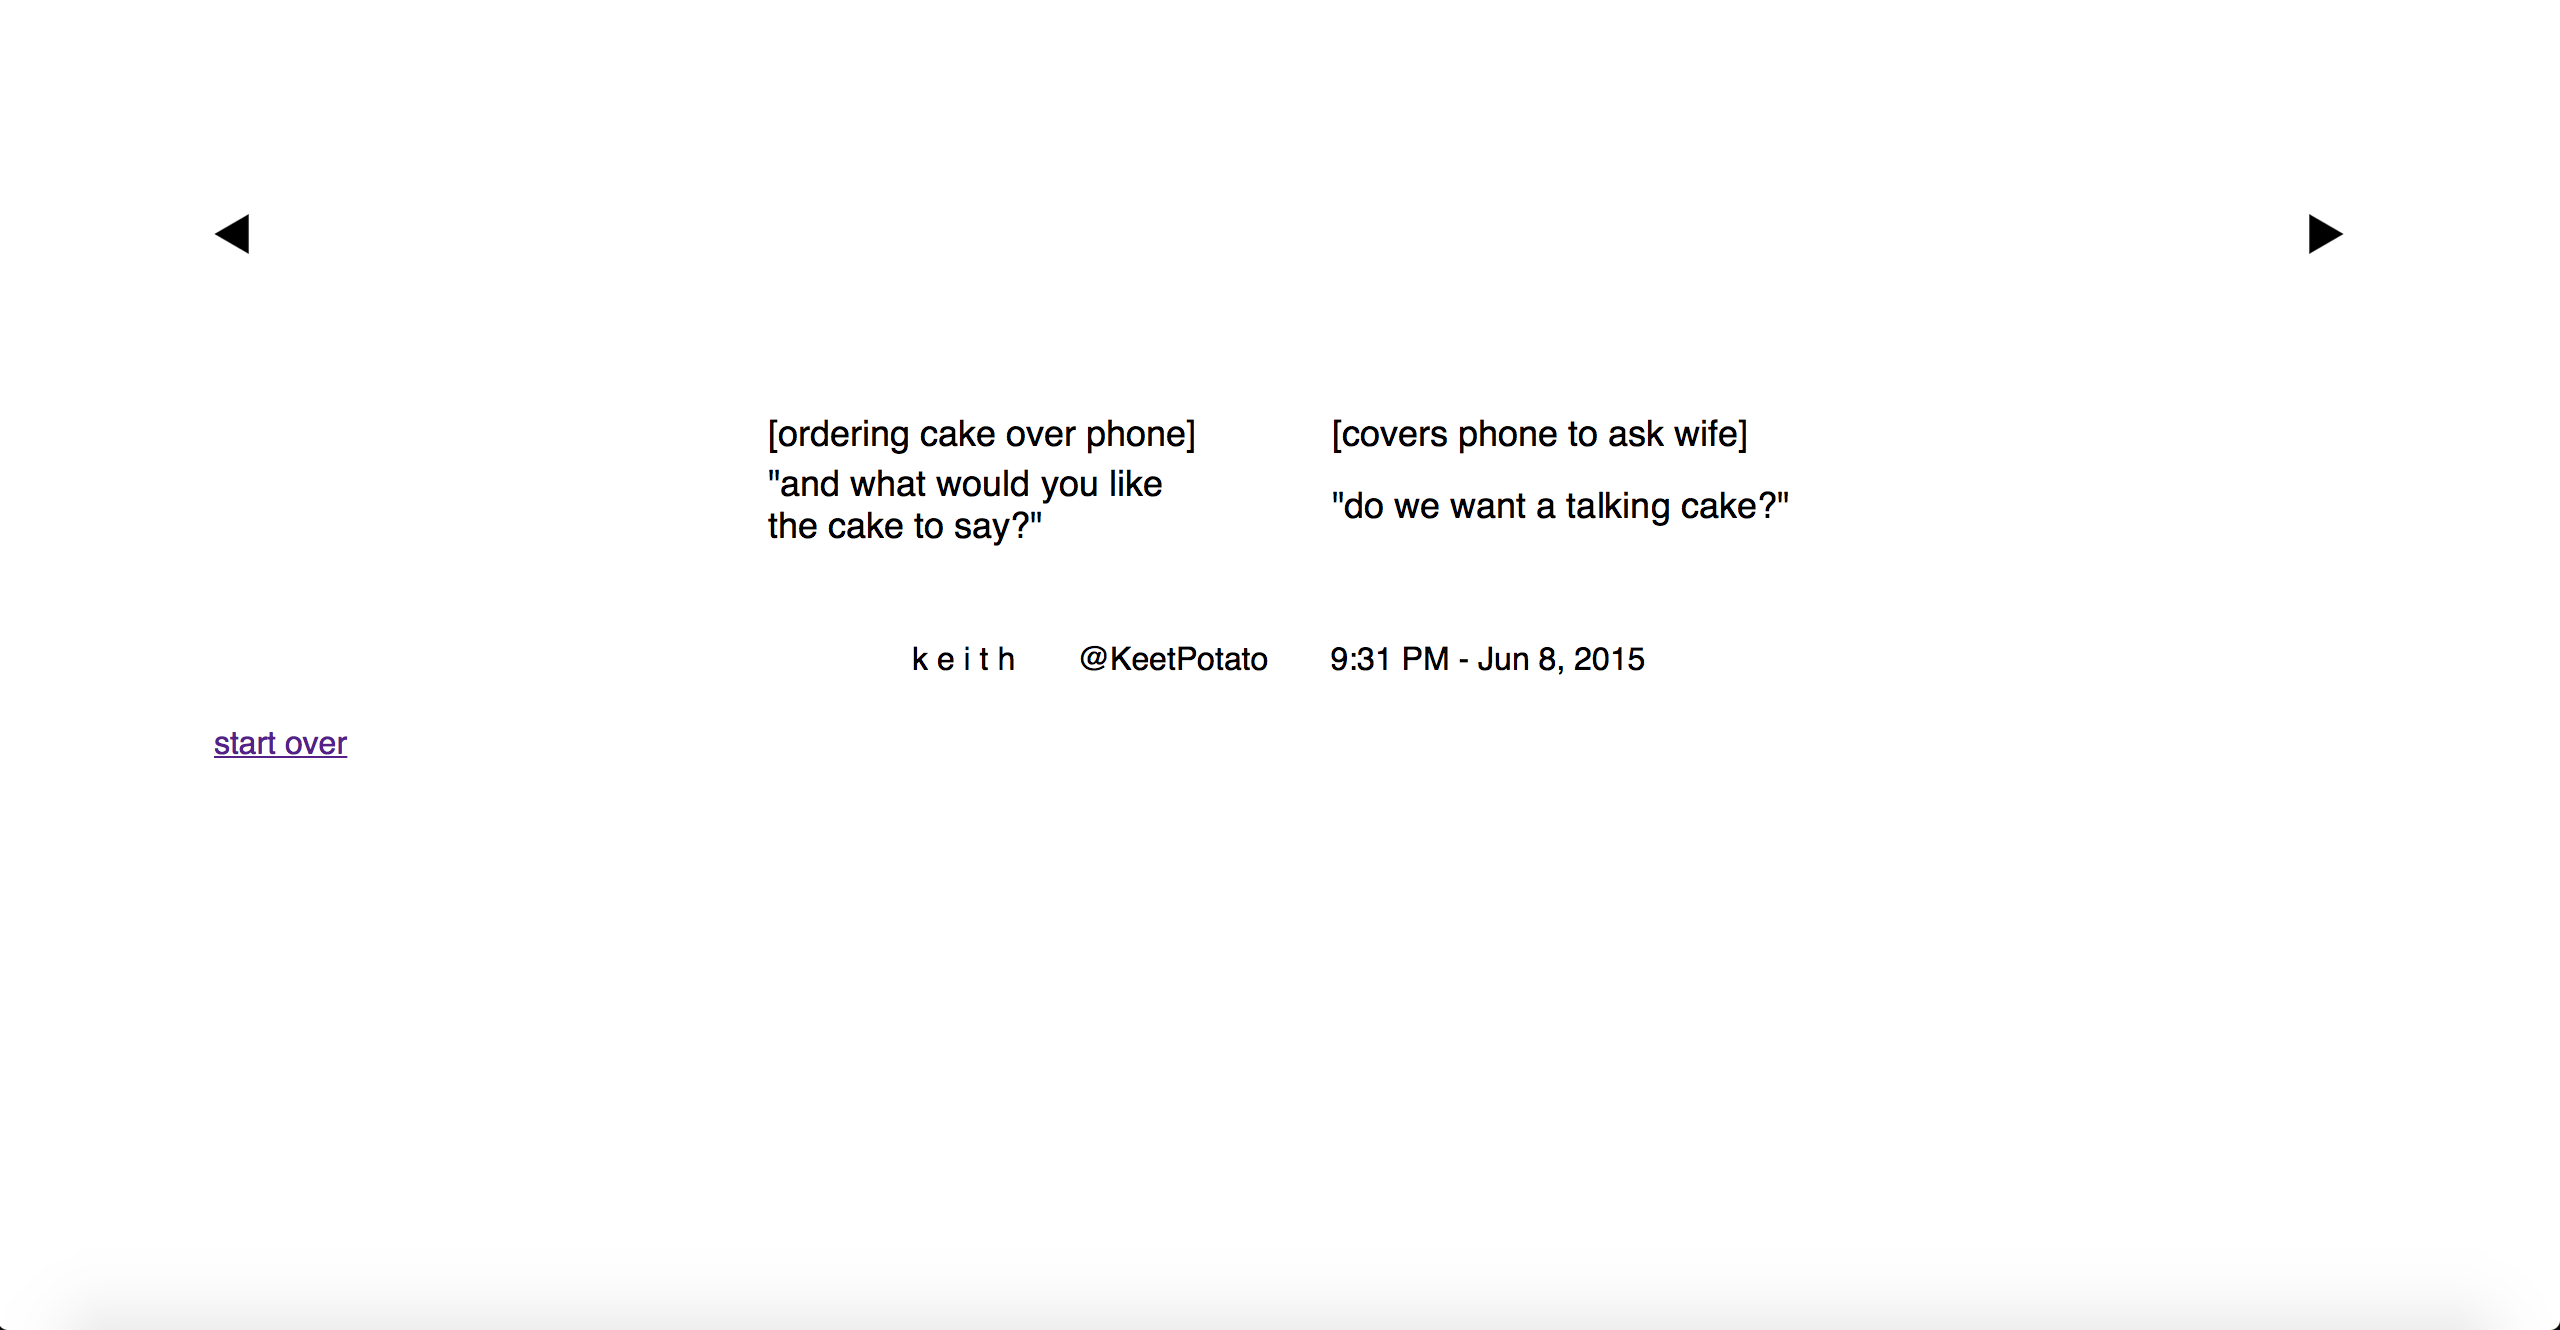 [ordering cake over phone]
"and what would you like
the cake to say?"
[covers phone to ask wife]
"do we want a talking cake?"
k e i t h @KeetPotato 9:31 PM - Jun 8, 2015
start over